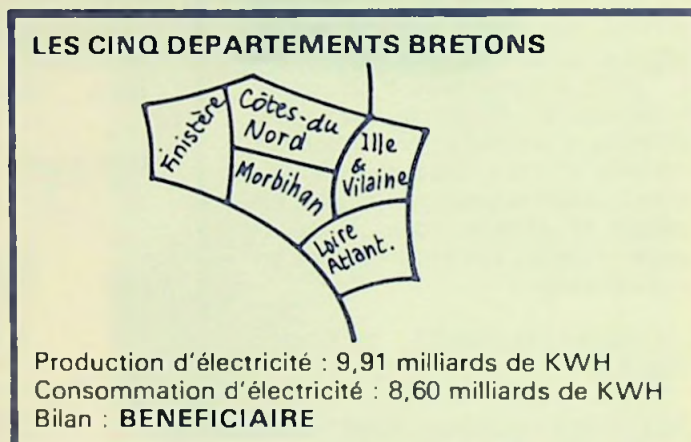 LES CINQ DEPARTEMENTS BRETONS
Finistère
Côtes-du
Nord
Ille
&
Vilaine
Morbihan
Loire
Atlant.
Production d'électricité : 9,91 milliards de KWH
Consommation d'électricité : 8,60 milliards de KWH
Bilan : BENEFICIAIRE